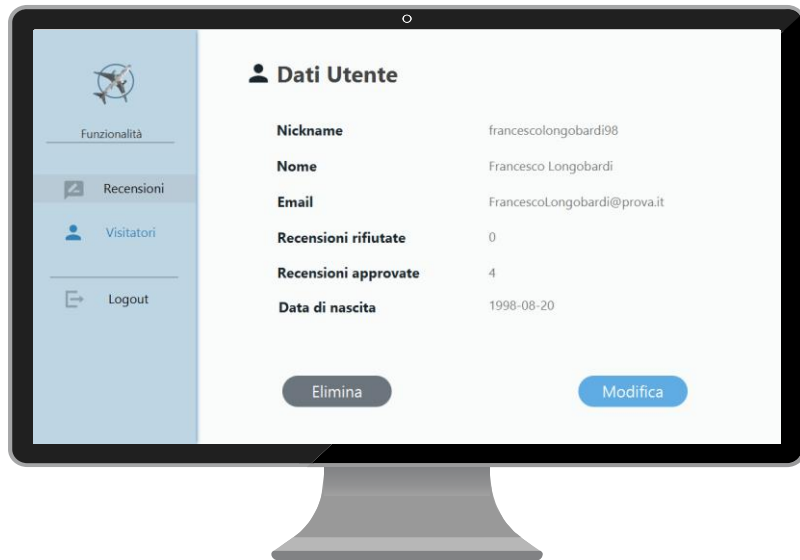 Funzionalità
Recensioni
Visitatori
Logout
Dati Utente
Nickname francescolongobardi98
Nome Francesco Longobardi
Email FrancescoLongobardi@prova.it
Recensioni rifiutate 0
Recensioni approvate 4
Data di nascita 1998-08-20
Elimina Modifica